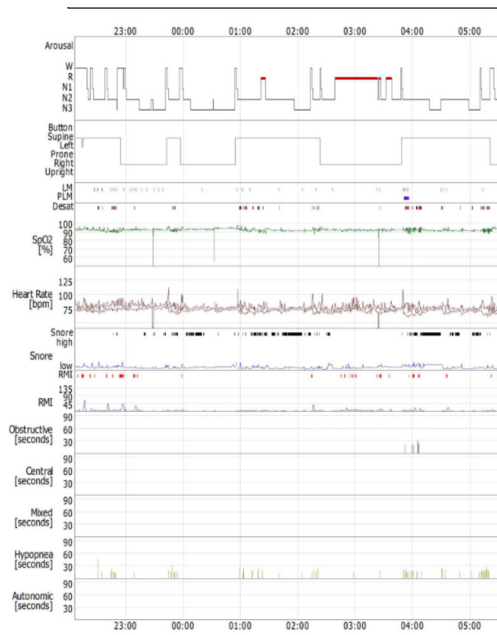 23:00 00:00 01:00 02:00 03:00 04:00 05:00
Arousal
W
R
N1
N2
N3
Button
Supine
Left
Prone
Right
Upright
LM
PLM
Desat
100
90
SpO2 80
[%] 70
60
125
Heart Rate 100
[bpm] 75
Snore
high
Snore
low
RMI
135
90
RMI 45
Obstructive 90
[seconds] 60
30
Central 90
[seconds] 60
30
Mixed 90
[seconds] 60
30
Hypopnea 90
[seconds] 60
30
Autonomic 90
[seconds] 60
30
23:00 00:00 01:00 02:00 03:00 04:00 05:00